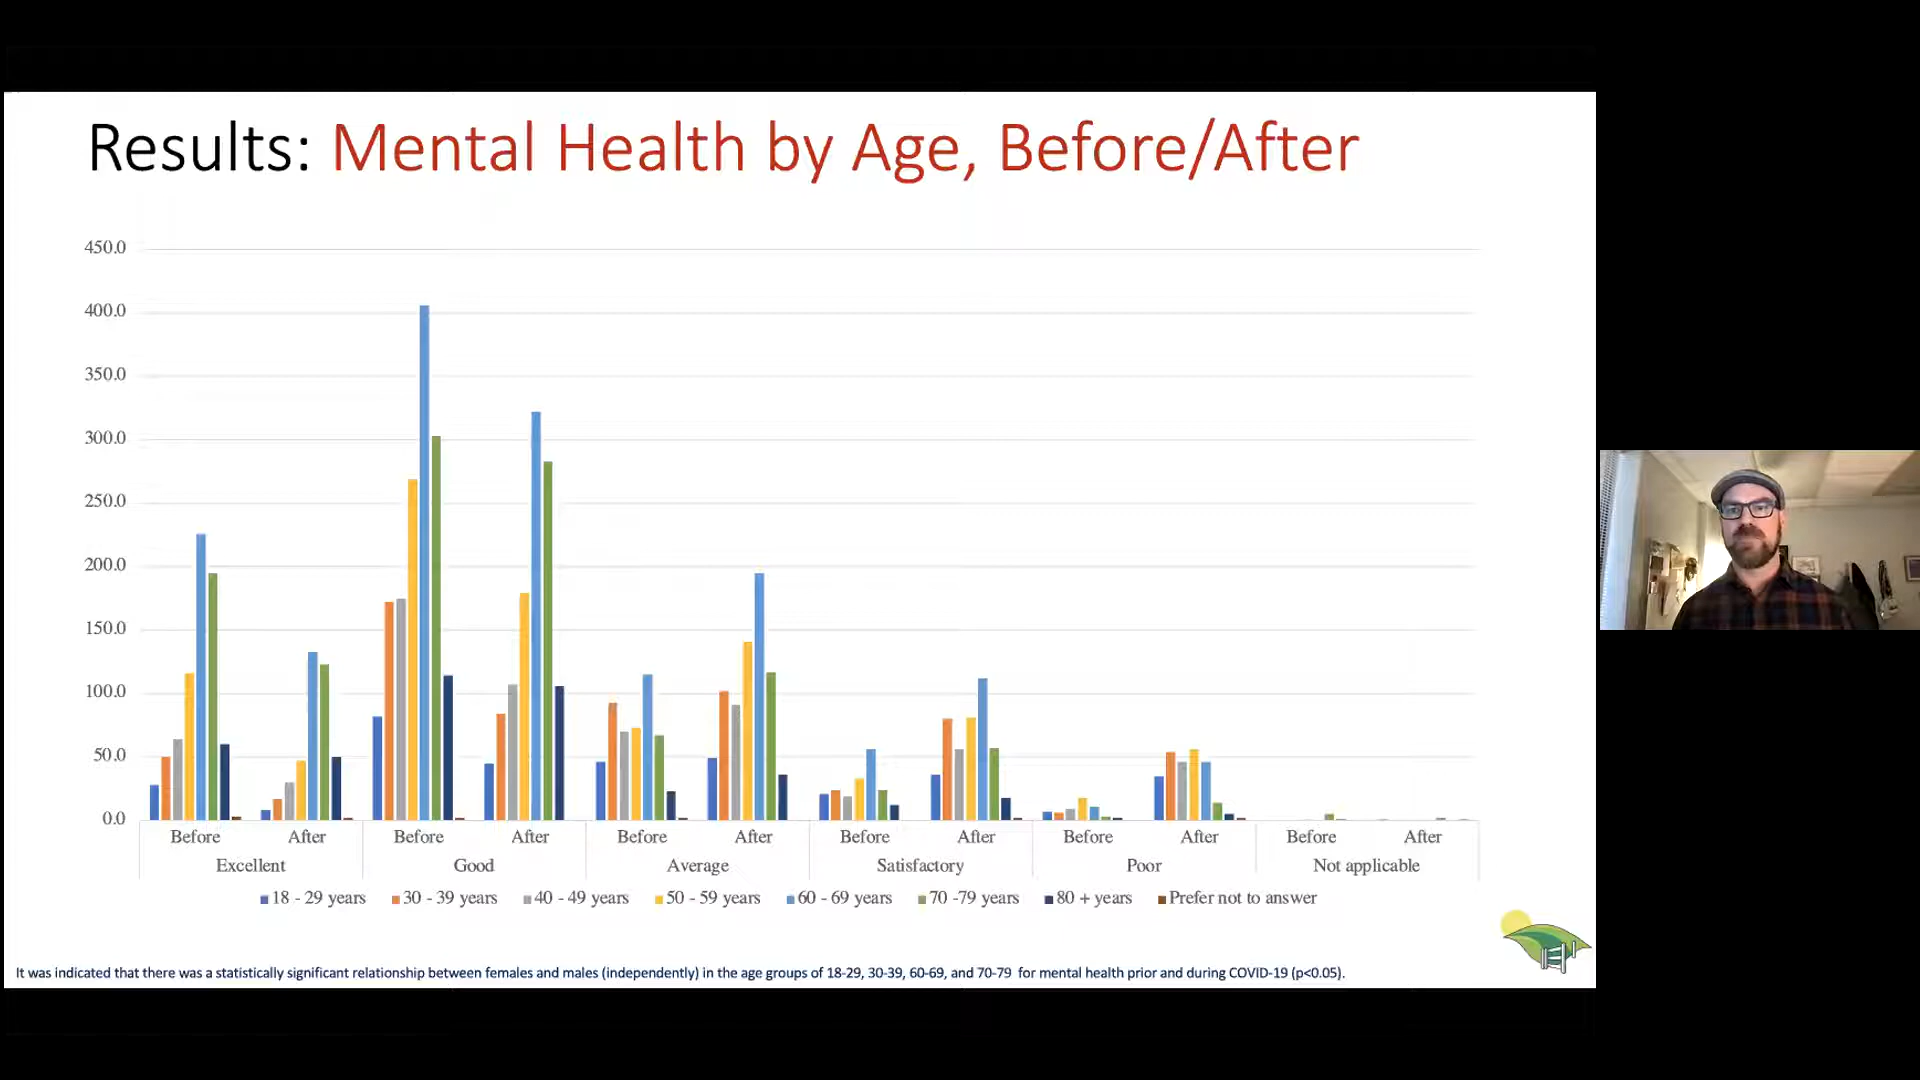 Results: Mental Health by Age, Before/After
450.0
400.0
350.0
300.0
250.0
200.0
150.0
100.0
50.0
0.0
Before After Before After Before After Before After Before After Before After
Excellent Good Average Satisfactory Poor Not applicable
18 - 29 years 30 - 39 years 40 - 49 years 50 - 59 years 60 - 69 years 70 -79 years 80 + years Prefer not to answer
It was indicated that there was a statistically significant relationship between females and males (independently) in the age groups of 18-29, 30-39, 60-69, and 70-79 for mental health prior and during COVID-19 (p<0.05).